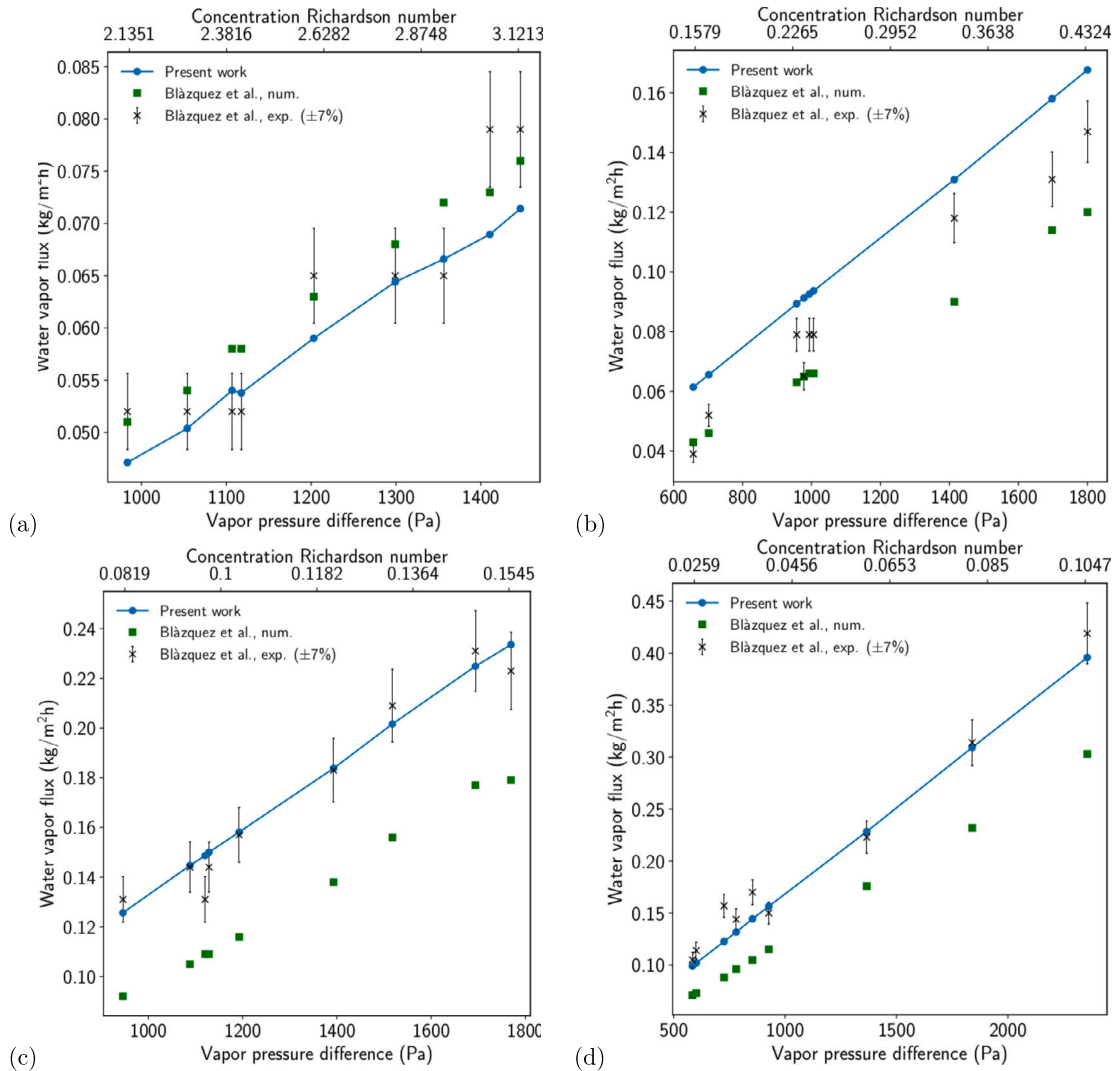 Concentration Richardson number
2.1351 2.3816 2.6282 2.8748 3.1213
Present work
Blàzquez et al., num.
Blàzquez et al., exp. (±7%)
Water vapor flux (kg/m²h)
0.085
0.080
0.075
0.070
0.065
0.060
0.055
0.050
1000 1100 1200 1300 1400
Vapor pressure difference (Pa)
(a)
Concentration Richardson number
0.1579 0.2265 0.2952 0.3638 0.4324
Present work
Blàzquez et al., num.
Blàzquez et al., exp. (±7%)
Water vapor flux (kg/m²h)
0.16
0.14
0.12
0.10
0.08
0.06
0.04
600 800 1000 1200 1400 1600 1800
Vapor pressure difference (Pa)
(b)
Concentration Richardson number
0.0819 0.1 0.1182 0.1364 0.1545
Present work
Blàzquez et al., num.
Blàzquez et al., exp. (±7%)
Water vapor flux (kg/m²h)
0.24
0.22
0.20
0.18
0.16
0.14
0.12
0.10
1000 1200 1400 1600 1800
Vapor pressure difference (Pa)
(c)
Concentration Richardson number
0.0259 0.0456 0.0653 0.085 0.1047
Present work
Blàzquez et al., num.
Blàzquez et al., exp. (±7%)
Water vapor flux (kg/m²h)
0.45
0.40
0.35
0.30
0.25
0.20
0.15
0.10
500 1000 1500 2000
Vapor pressure difference (Pa)
(d)